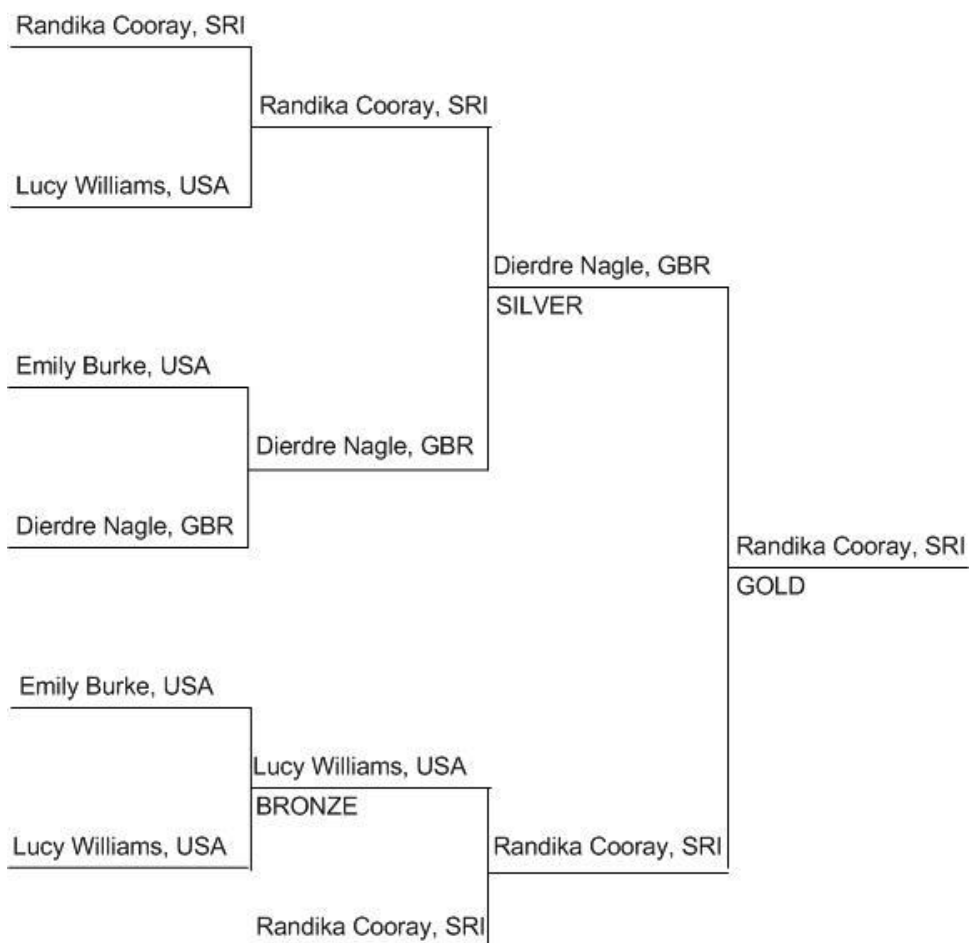 Randika Cooray, SRI
Randika Cooray, SRI
Lucy Williams, USA
Dierdre Nagle, GBR
SILVER
Emily Burke, USA
Dierdre Nagle, GBR
Dierdre Nagle, GBR
Randika Cooray, SRI
GOLD
Emily Burke, USA
Lucy Williams, USA
BRONZE
Lucy Williams, USA
Randika Cooray, SRI
Randika Cooray, SRI